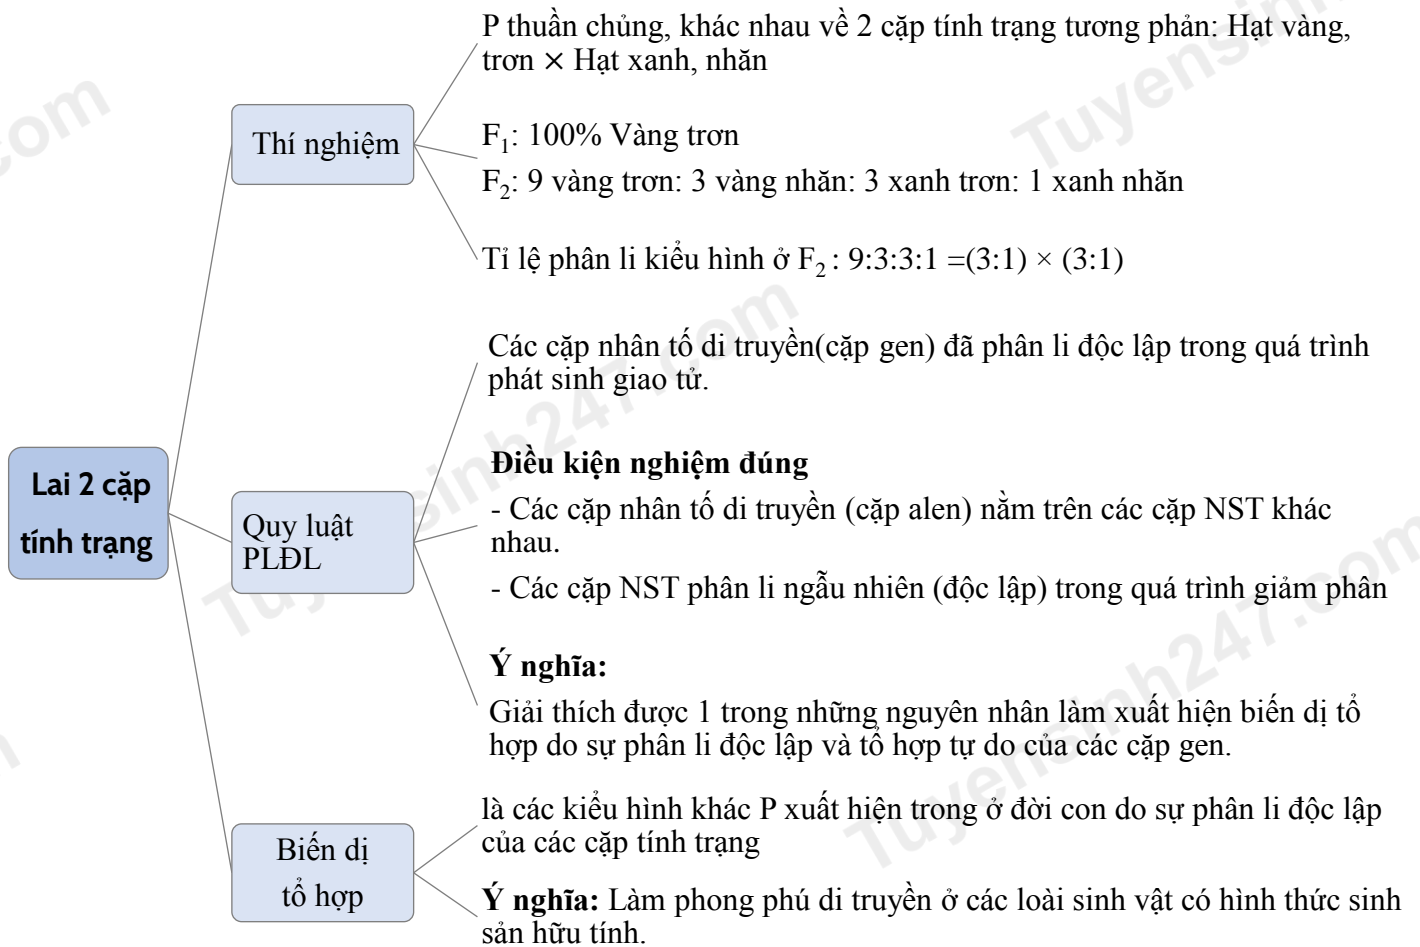 P thuần chủng, khác nhau về 2 cặp tính trạng tương phản: Hạt vàng,
trơn × Hạt xanh, nhăn
Thí nghiệm
F1: 100% Vàng trơn
F2: 9 vàng trơn: 3 vàng nhăn: 3 xanh trơn: 1 xanh nhăn
Tỉ lệ phân li kiểu hình ở F2 : 9:3:3:1 =(3:1) × (3:1)
Các cặp nhân tố di truyền(cặp gen) đã phân li độc lập trong quá trình
phát sinh giao tử.
Điều kiện nghiệm đúng
- Các cặp nhân tố di truyền (cặp alen) nằm trên các cặp NST khác
nhau.
- Các cặp NST phân li ngẫu nhiên (độc lập) trong quá trình giảm phân
Lai 2 cặp
tính trạng
Quy luật
PLĐL
Ý nghĩa:
Giải thích được 1 trong những nguyên nhân làm xuất hiện biến dị tổ
hợp do sự phân li độc lập và tổ hợp tự do của các cặp gen.
Biến dị
tổ hợp
là các kiểu hình khác P xuất hiện trong ở đời con do sự phân li độc lập
của các cặp tính trạng
Ý nghĩa: Làm phong phú di truyền ở các loài sinh vật có hình thức sinh
sản hữu tính.
Tuyensinh247.com
Tuyensinh247.com
Tuyensin
com